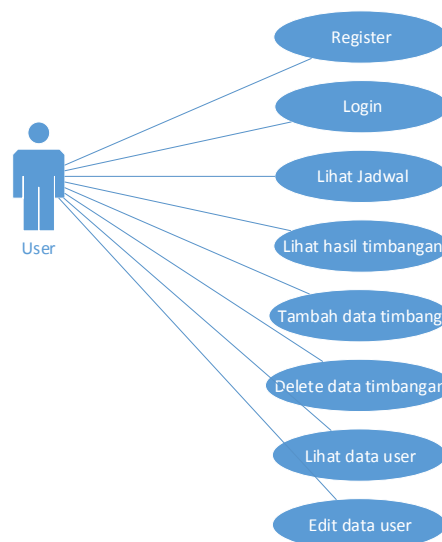 Register
Login
Lihat Jadwal
User
Lihat hasil timbangan
Tambah data timbang
Delete data timbangan
Lihat data user
Edit data user